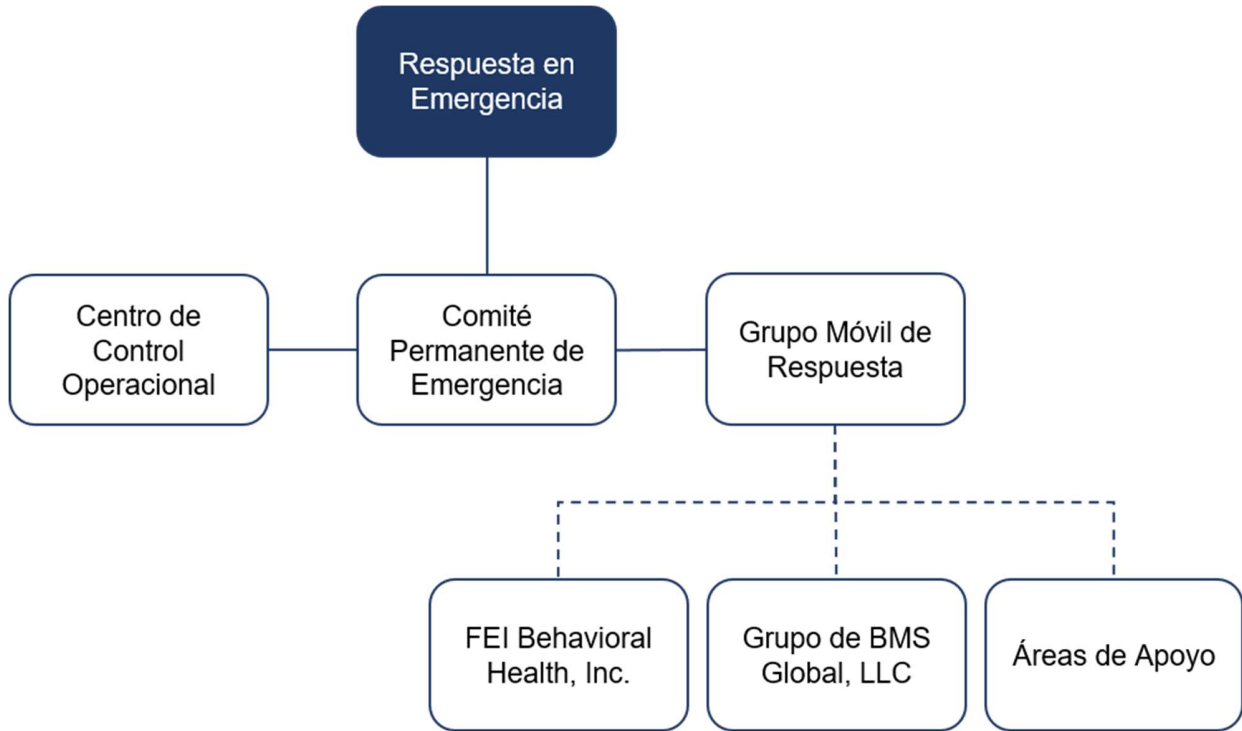 Respuesta en
Emergencia
Centro de
Control
Operacional
Comité
Permanente de
Emergencia
Grupo Móvil de
Respuesta
FEI Behavioral
Health, Inc.
Grupo de BMS
Global, LLC
Áreas de Apoyo